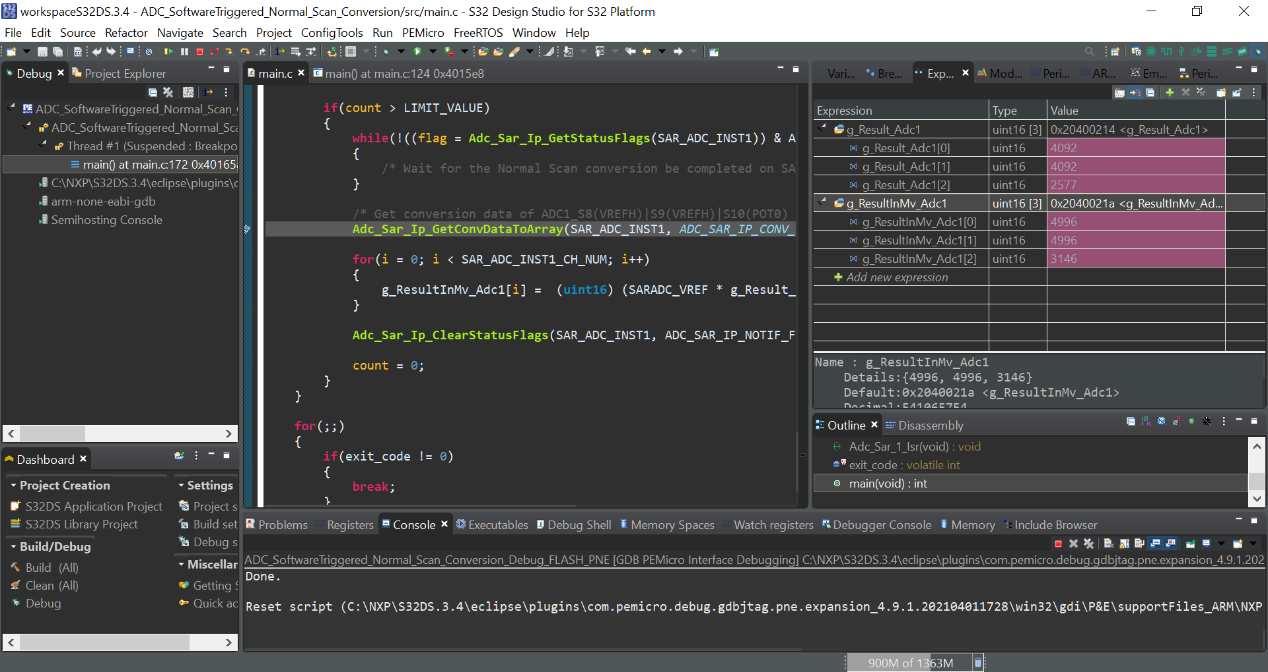 workspaceS32DS.3.4 - ADC_SoftwareTriggered_Normal_Scan_Conversion/src/main.c - S32 Design Studio for S32 Platform
File Edit Source Refactor Navigate Search Project ConfigTools Run PEMicro FreeRTOS Window Help
Debug Project Explorer
ADC_SoftwareTriggered_Normal_Scan_
ADC_SoftwareTriggered_Normal_Sca
Thread #1 (Suspended : Breakpo
main() at main.c:172 0x40165
C:\NXP\S32DS.3.4\eclipse\plugins\c
arm-none-eabi-gdb
Semihosting Console
main.c main() at main.c:124 0x4015e8
if(count > LIMIT_VALUE)
{
while(!((flag = Adc_Sar_Ip_GetStatusFlags(SAR_ADC_INST1)) & A
{
/* Wait for the Normal Scan conversion be completed on SA
}
/* Get conversion data of ADC1_S8(VREFH)|S9(VREFH)|S10(POT0)
Adc_Sar_Ip_GetConvDataToArray(SAR_ADC_INST1, ADC_SAR_IP_CONV_
for(i = 0; i < SAR_ADC_INST1_CH_NUM; i++)
{
g_ResultInMv_Adc1[i] = (uint16) (SARADC_VREF * g_Result_
}
Adc_Sar_Ip_ClearStatusFlags(SAR_ADC_INST1, ADC_SAR_IP_NOTIF_F
count = 0;
}
}
for(;;)
{
if(exit_code != 0)
{
break;
}
Vari... Bre... Exp... Mod... Peri... AR... Em... Peri...
Expression Type Value
g_Result_Adc1 uint16 [3] 0x20400214 <g_Result_Adc1>
g_Result_Adc1[0] uint16 4092
g_Result_Adc1[1] uint16 4092
g_Result_Adc1[2] uint16 2577
g_ResultInMv_Adc1 uint16 [3] 0x2040021a <g_ResultInMv_Ad...
g_ResultInMv_Adc1[0] uint16 4996
g_ResultInMv_Adc1[1] uint16 4996
g_ResultInMv_Adc1[2] uint16 3146
Add new expression
Name : g_ResultInMv_Adc1
Details:{4996, 4996, 3146}
Default:0x2040021a <g_ResultInMv_Adc1>
Decimal:541065754
Outline Disassembly
Adc_Sar_1_Isr(void) : void
exit_code : volatile int
main(void) : int
Dashboard
Project Creation
S32DS Application Project
S32DS Library Project
Build/Debug
Build (All)
Clean (All)
Debug
Settings
Project s
Build set
Debug s
Miscellar
Getting
Quick ac
Problems Registers Console Executables Debug Shell Memory Spaces Watch registers Debugger Console Memory Include Browser
ADC_SoftwareTriggered_Normal_Scan_Conversion_Debug_FLASH_PNE [GDB PEMicro Interface Debugging] C:\NXP\S32DS.3.4\eclipse\plugins\com.pemicro.debug.gdbjtag.pne.expansion_4.9.1.202
Done.
Reset script (C:\NXP\S32DS.3.4\eclipse\plugins\com.pemicro.debug.gdbjtag.pne.expansion_4.9.1.202104011728\win32\gdi\P&E\supportFiles_ARM\NXP
900M of 1363M